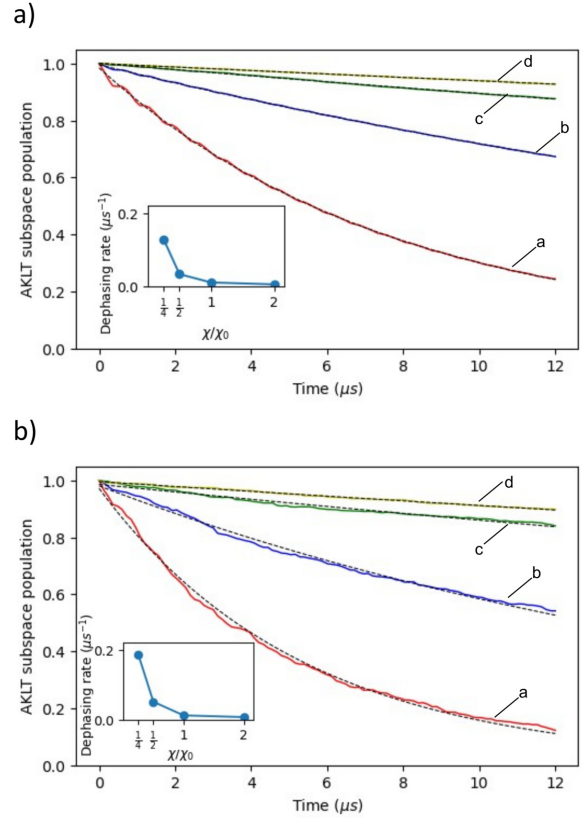 a)
1.0
0.8
0.6
0.4
0.2
0.0
AKLT subspace population
d
c
b
a
Dephasing rate (μs⁻¹)
0.2
0.0
1/4 1/2 1 2
χ/χ₀
0 2 4 6 8 10 12
Time (μs)
b)
1.0
0.8
0.6
0.4
0.2
0.0
AKLT subspace population
d
c
b
a
Dephasing rate (μs⁻¹)
0.2
0.0
1/4 1/2 1 2
χ/χ₀
0 2 4 6 8 10 12
Time (μs)